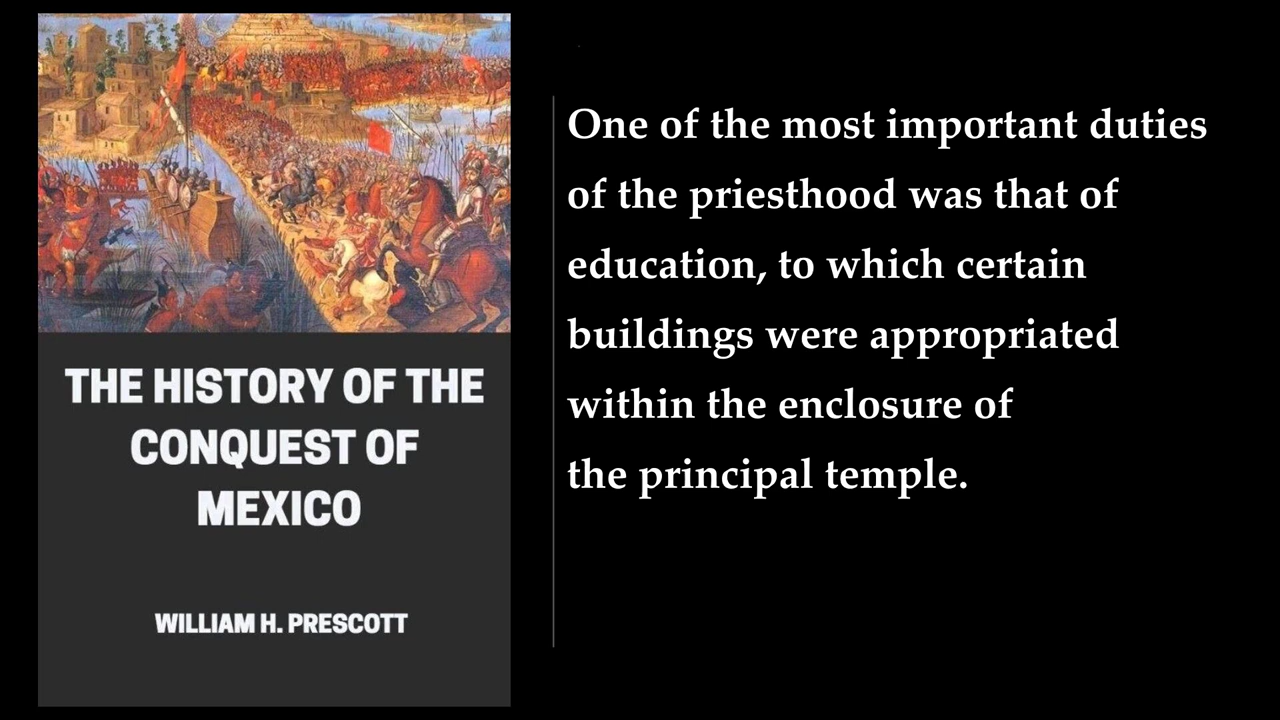 THE HISTORY OF THE
CONQUEST OF
MEXICO
WILLIAM H. PRESCOTT
One of the most important duties
of the priesthood was that of
education, to which certain
buildings were appropriated
within the enclosure of
the principal temple.